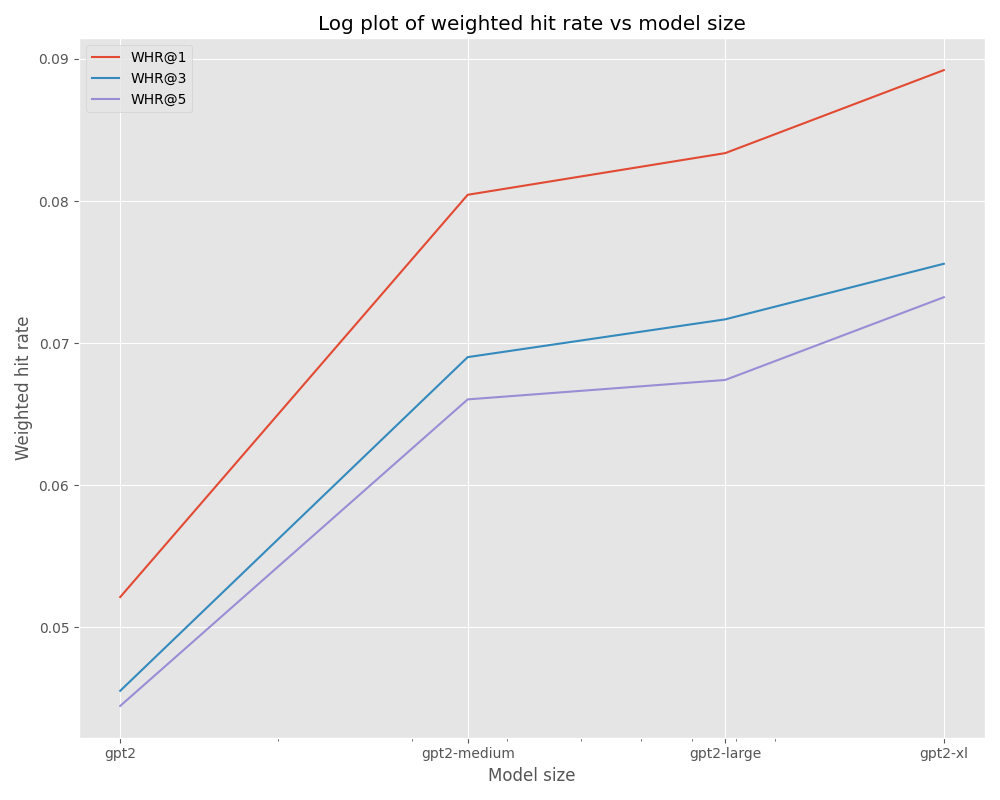 Log plot of weighted hit rate vs model size
WHR@1
WHR@3
WHR@5
0.09
0.08
0.07
0.06
0.05
Weighted hit rate
gpt2
gpt2-medium
gpt2-large
gpt2-xl
Model size